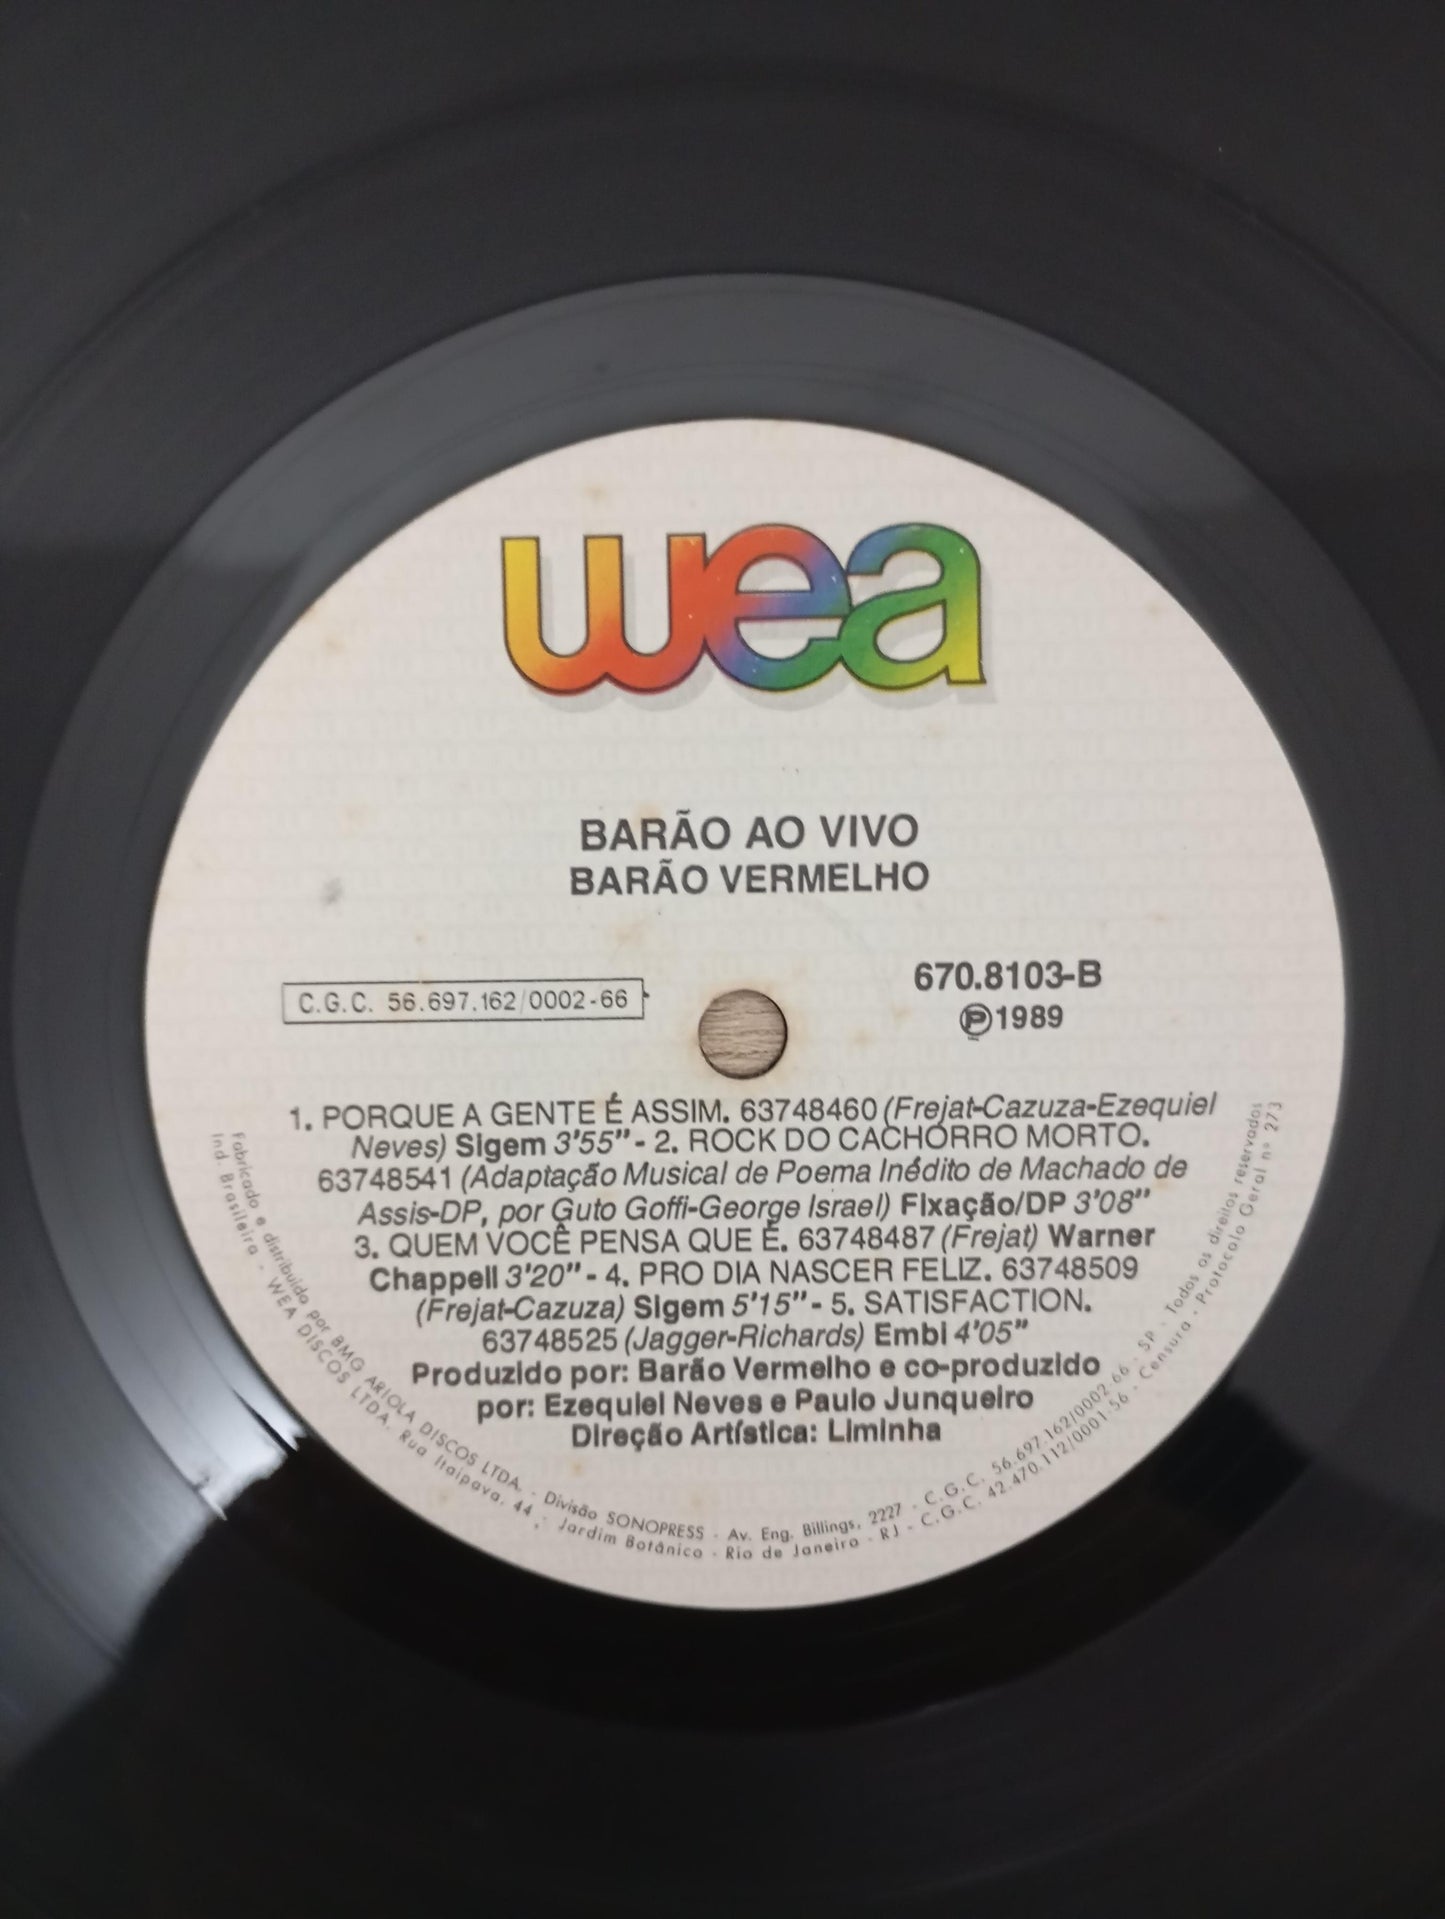 wea
BARÃO AO VIVO
BARÃO VERMELHO
C.G.C. 56.697.162/0002-66
670.8103-B
℗1989
1. PORQUE A GENTE É ASSIM. 63748460 (Frejat-Cazuza-Ezequiel
Neves) Sigem 3'55" - 2. ROCK DO CACHORRO MORTO.
63748541 (Adaptação Musical de Poema Inédito de Machado de
Assis-DP, por Guto Goffi-George Israel) Fixação/DP 3'08"
3. QUEM VOCÊ PENSA QUE É. 63748487 (Frejat) Warner
Chappell 3'20" - 4. PRO DIA NASCER FELIZ. 63748509
(Frejat-Cazuza) Sigem 5'15" - 5. SATISFACTION.
63748525 (Jagger-Richards) Embi 4'05"
Produzido por: Barão Vermelho e co-produzido
por: Ezequiel Neves e Paulo Junqueiro
Direção Artística: Liminha
Fabricado e distribuído por BMG ARIOLA DISCOS LTDA. - Divisão SONOPRESS - Av. Eng. Billings, 2227 - C.G.C. 56.697.162/0002-66 - SP - Todos os direitos reservados
Ind. Brasileira - WEA DISCOS LTDA. Rua Itaipava, 44, - Jardim Botânico - Rio de Janeiro - RJ - C.G.C. 42.470.112/0001-56 - Censura - Protocolo Geral nº 273